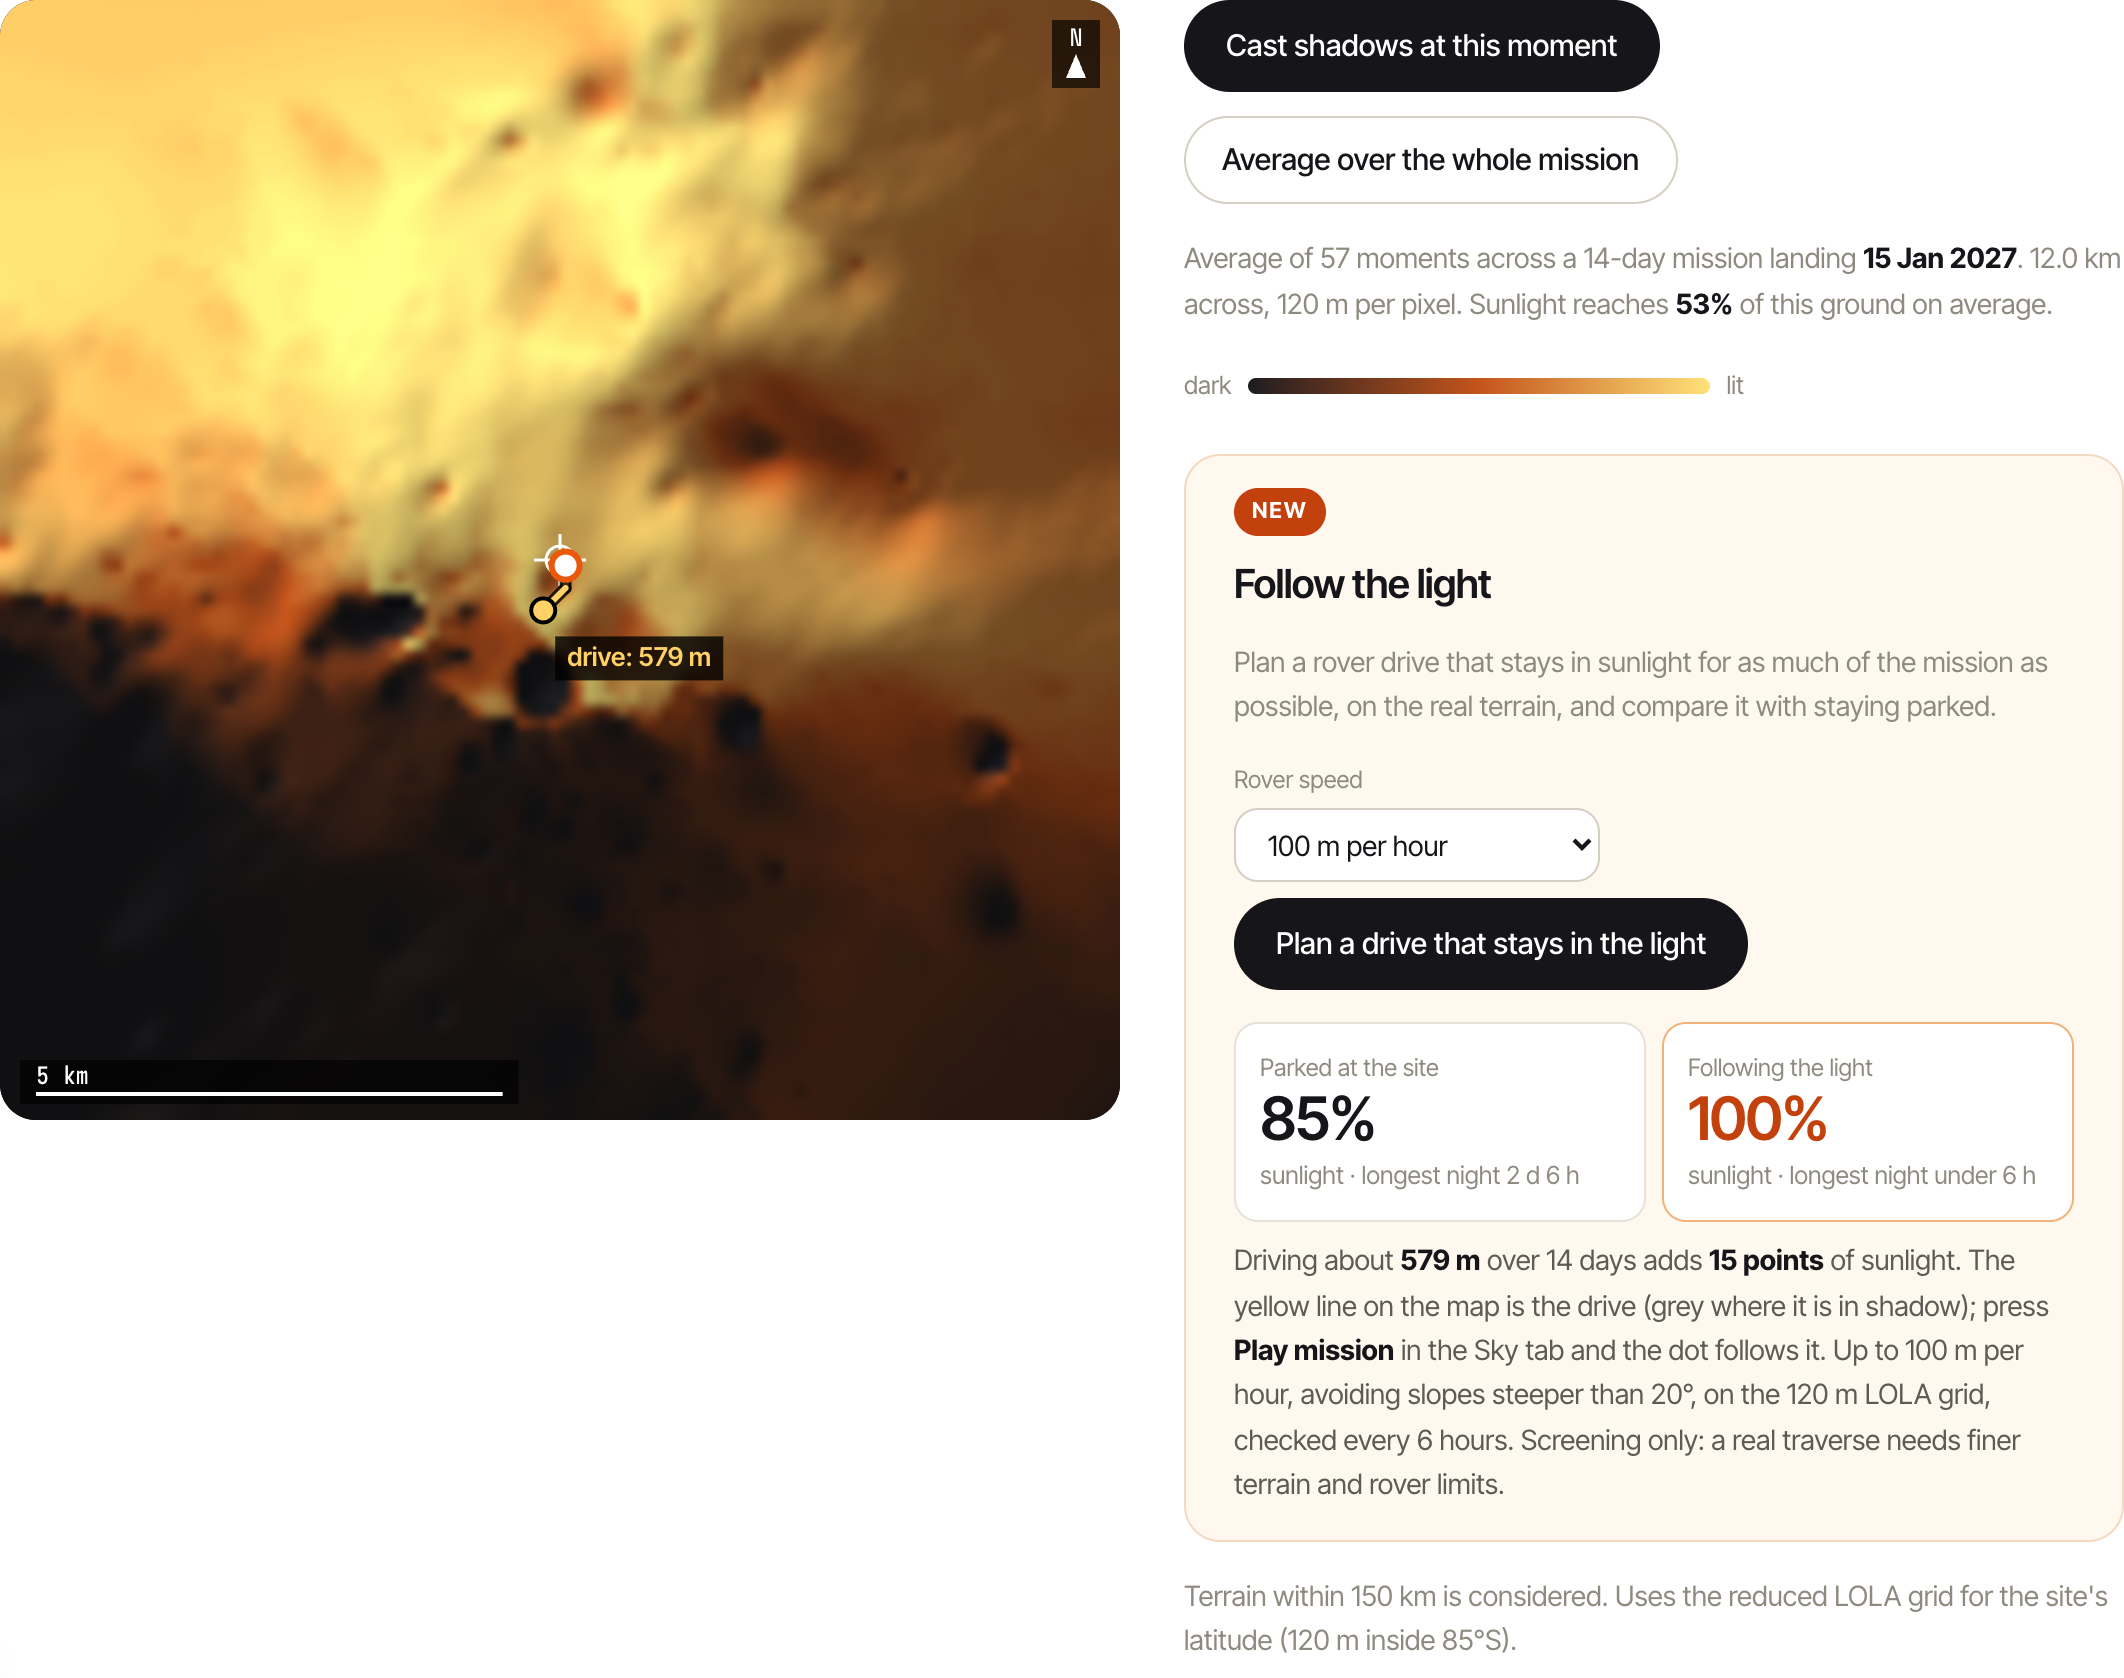 N
drive: 579 m
5 km
Cast shadows at this moment
Average over the whole mission
Average of 57 moments across a 14-day mission landing 15 Jan 2027. 12.0 km
across, 120 m per pixel. Sunlight reaches 53% of this ground on average.
dark lit
NEW
Follow the light
Plan a rover drive that stays in sunlight for as much of the mission as
possible, on the real terrain, and compare it with staying parked.
Rover speed
100 m per hour
Plan a drive that stays in the light
Parked at the site
85%
sunlight · longest night 2 d 6 h
Following the light
100%
sunlight · longest night under 6 h
Driving about 579 m over 14 days adds 15 points of sunlight. The
yellow line on the map is the drive (grey where it is in shadow); press
Play mission in the Sky tab and the dot follows it. Up to 100 m per
hour, avoiding slopes steeper than 20°, on the 120 m LOLA grid,
checked every 6 hours. Screening only: a real traverse needs finer
terrain and rover limits.
Terrain within 150 km is considered. Uses the reduced LOLA grid for the site's
latitude (120 m inside 85°S).